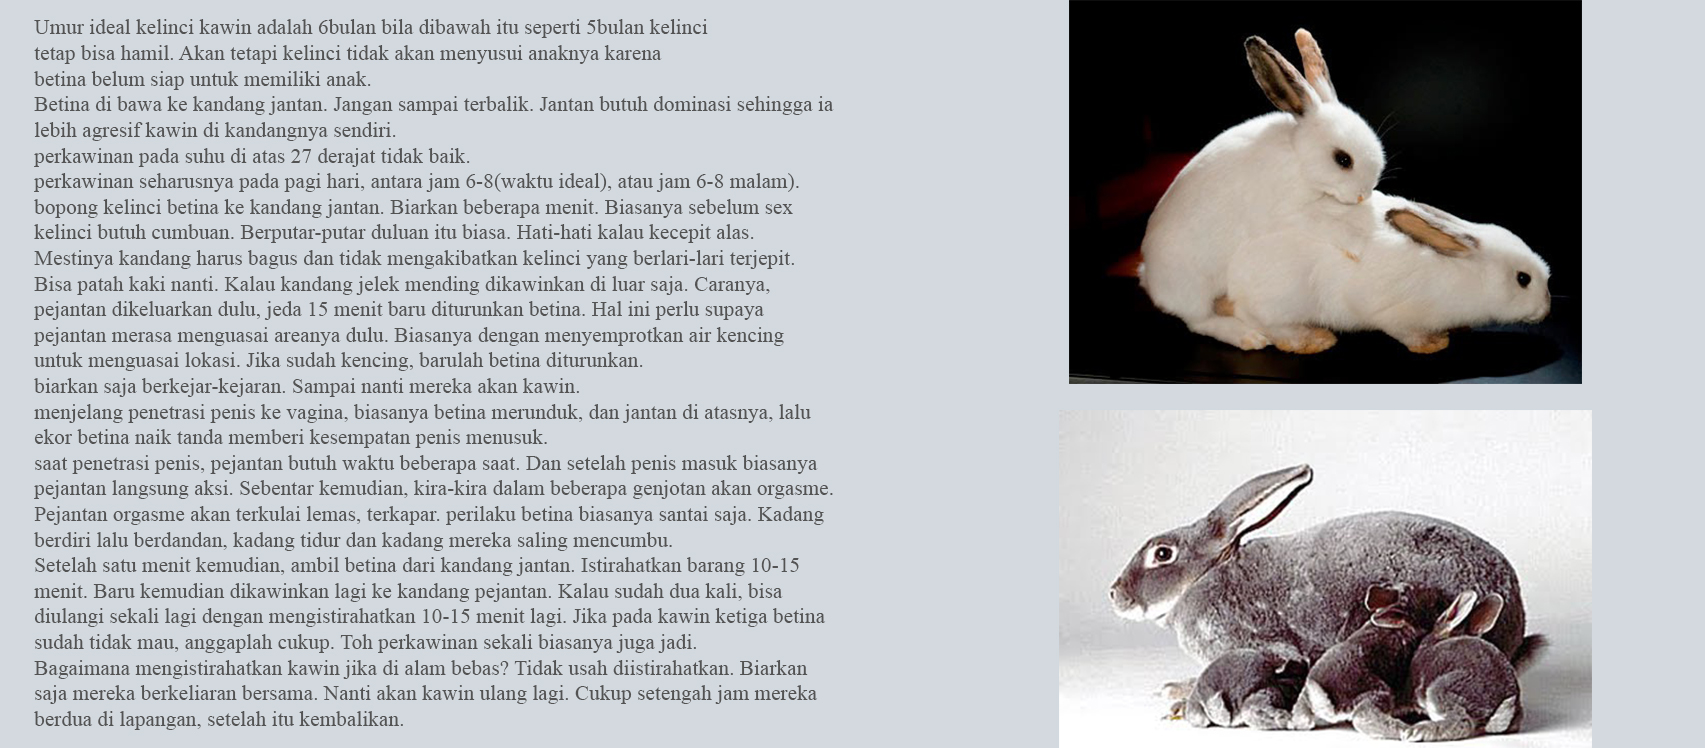 Umur ideal kelinci kawin adalah 6bulan bila dibawah itu seperti 5bulan kelinci
tetap bisa hamil. Akan tetapi kelinci tidak akan menyusui anaknya karena
betina belum siap untuk memiliki anak.
Betina di bawa ke kandang jantan. Jangan sampai terbalik. Jantan butuh dominasi sehingga ia
lebih agresif kawin di kandangnya sendiri.
perkawinan pada suhu di atas 27 derajat tidak baik.
perkawinan seharusnya pada pagi hari, antara jam 6-8(waktu ideal), atau jam 6-8 malam).
bopong kelinci betina ke kandang jantan. Biarkan beberapa menit. Biasanya sebelum sex
kelinci butuh cumbuan. Berputar-putar duluan itu biasa. Hati-hati kalau kecepit alas.
Mestinya kandang harus bagus dan tidak mengakibatkan kelinci yang berlari-lari terjepit.
Bisa patah kaki nanti. Kalau kandang jelek mending dikawinkan di luar saja. Caranya,
pejantan dikeluarkan dulu, jeda 15 menit baru diturunkan betina. Hal ini perlu supaya
pejantan merasa menguasai areanya dulu. Biasanya dengan menyemprotkan air kencing
untuk menguasai lokasi. Jika sudah kencing, barulah betina diturunkan.
biarkan saja berkejar-kejaran. Sampai nanti mereka akan kawin.
menjelang penetrasi penis ke vagina, biasanya betina merunduk, dan jantan di atasnya, lalu
ekor betina naik tanda memberi kesempatan penis menusuk.
saat penetrasi penis, pejantan butuh waktu beberapa saat. Dan setelah penis masuk biasanya
pejantan langsung aksi. Sebentar kemudian, kira-kira dalam beberapa genjotan akan orgasme.
Pejantan orgasme akan terkulai lemas, terkapar. perilaku betina biasanya santai saja. Kadang
berdiri lalu berdandan, kadang tidur dan kadang mereka saling mencumbu.
Setelah satu menit kemudian, ambil betina dari kandang jantan. Istirahatkan barang 10-15
menit. Baru kemudian dikawinkan lagi ke kandang pejantan. Kalau sudah dua kali, bisa
diulangi sekali lagi dengan mengistirahatkan 10-15 menit lagi. Jika pada kawin ketiga betina
sudah tidak mau, anggaplah cukup. Toh perkawinan sekali biasanya juga jadi.
Bagaimana mengistirahatkan kawin jika di alam bebas? Tidak usah diistirahatkan. Biarkan
saja mereka berkeliaran bersama. Nanti akan kawin ulang lagi. Cukup setengah jam mereka
berdua di lapangan, setelah itu kembalikan.